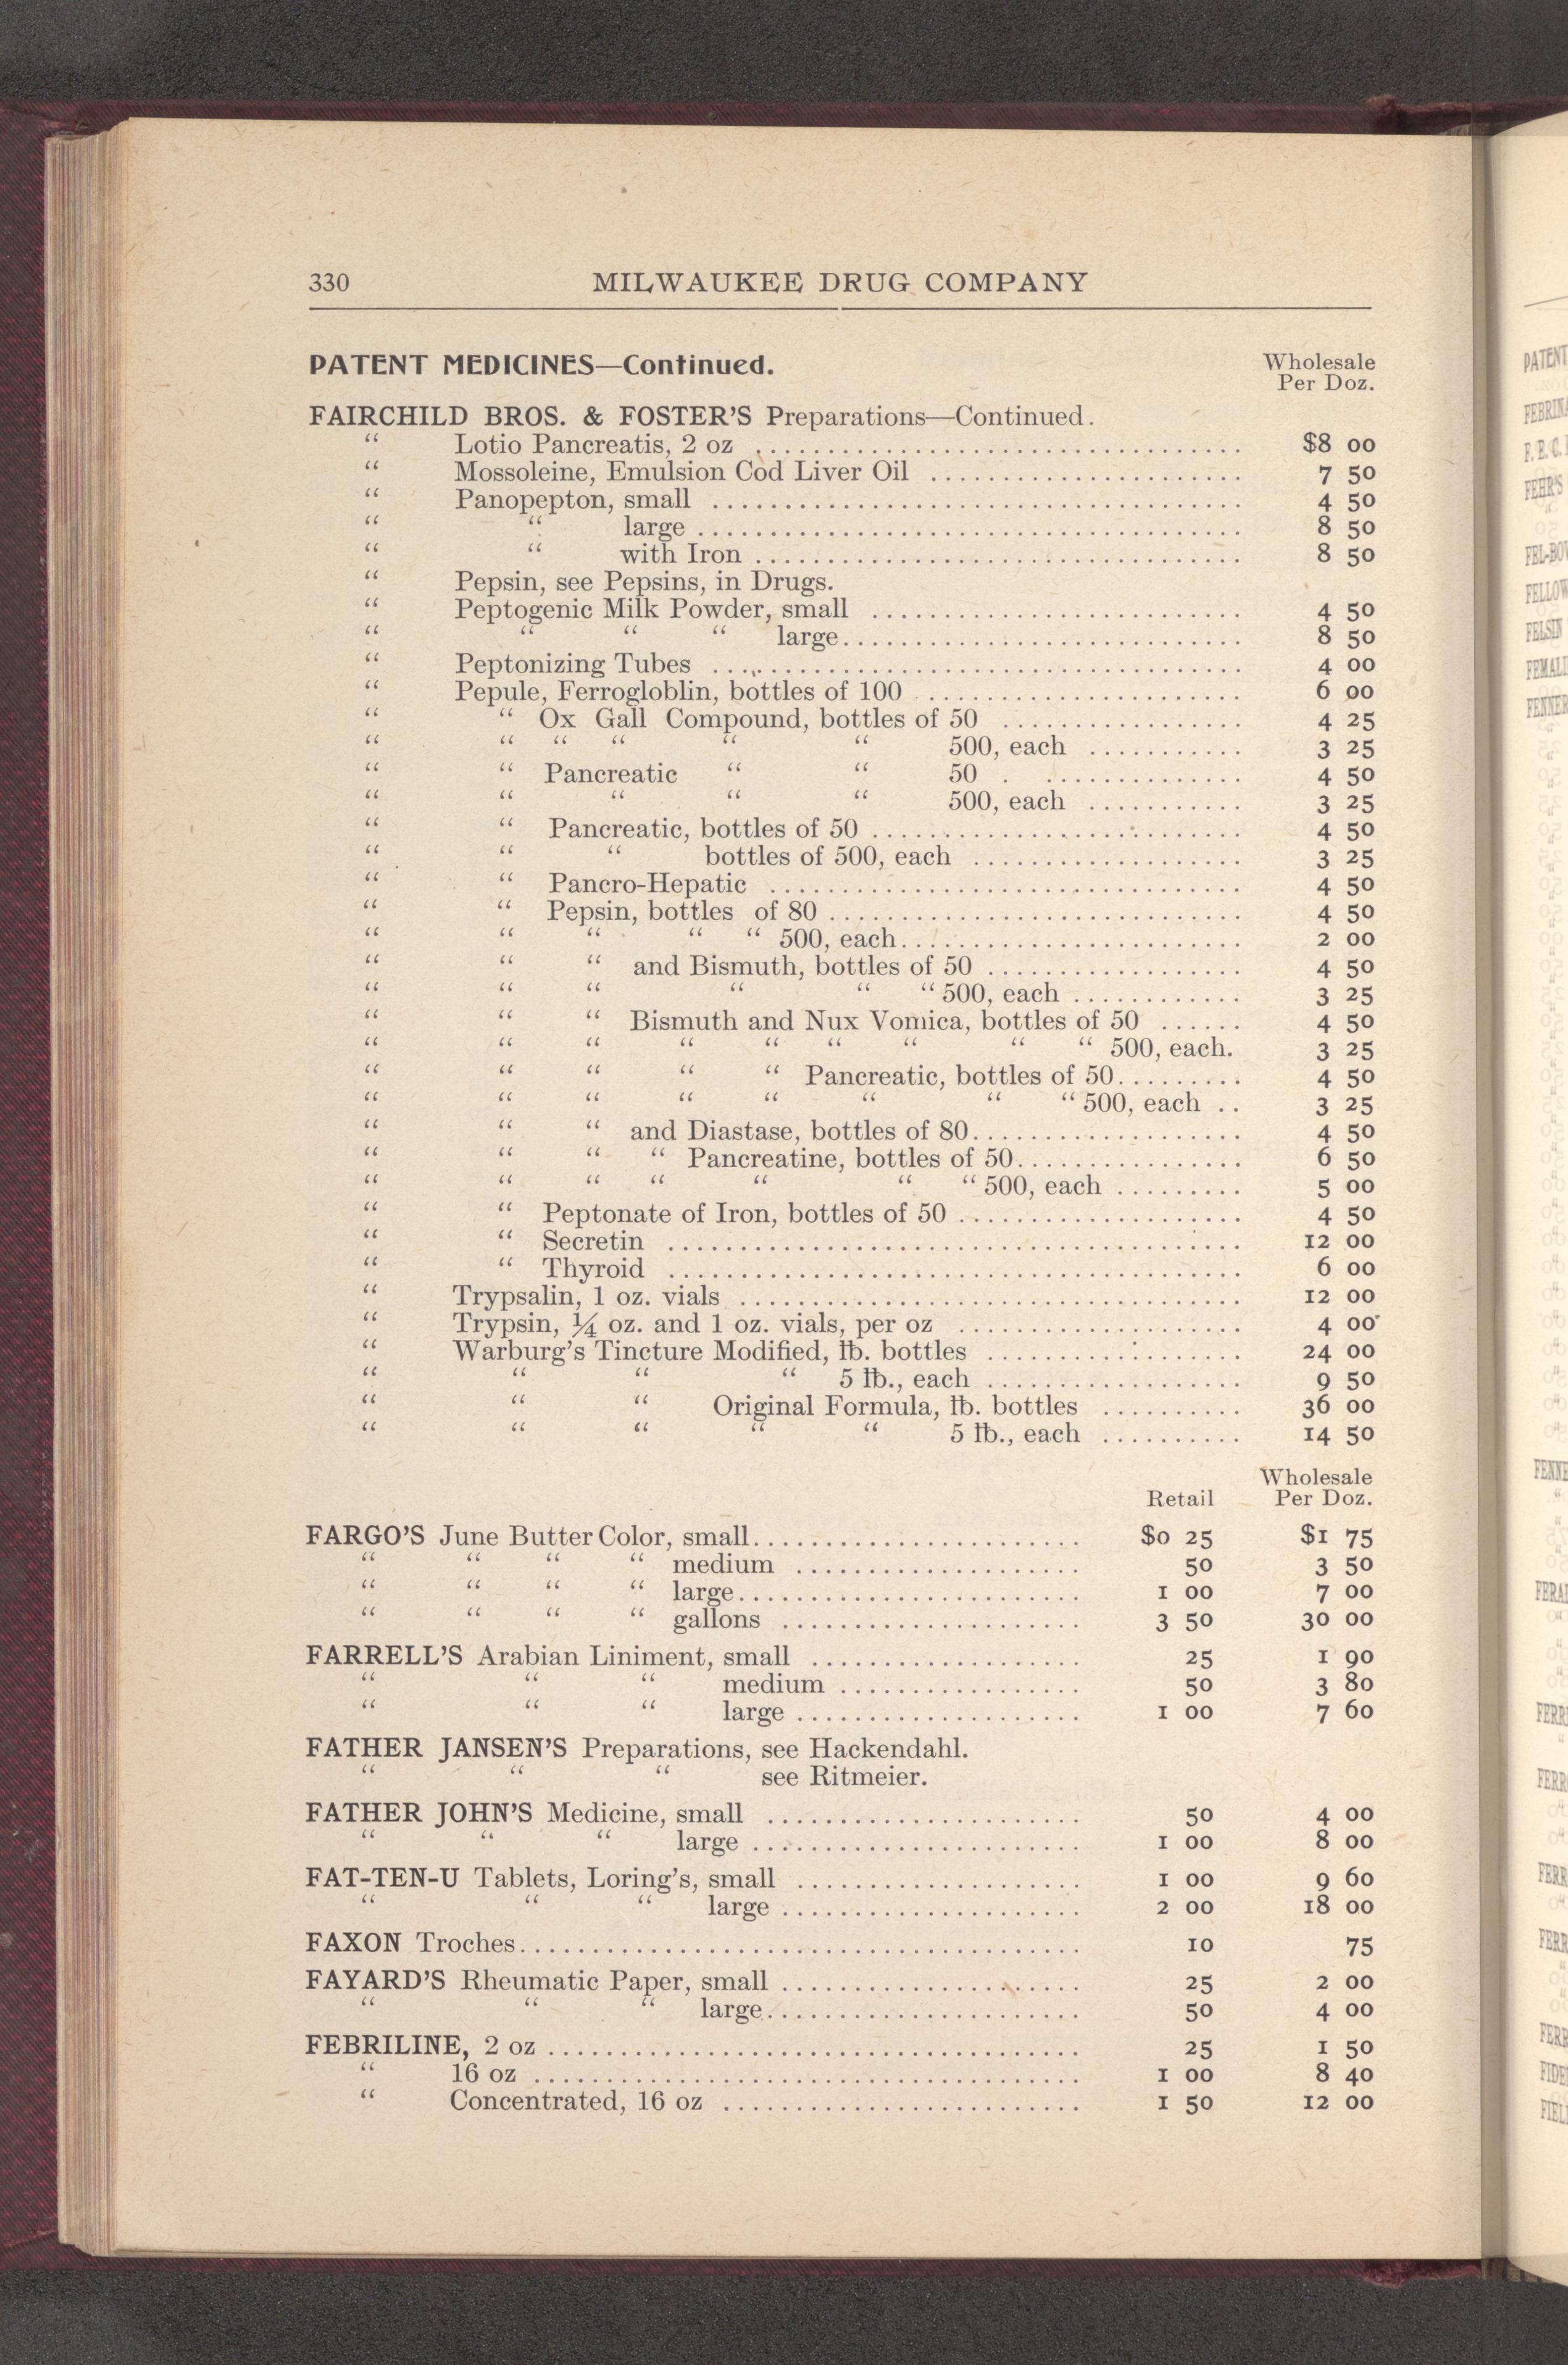 330 MILWAUKEE DRUG COMPANY
PATENT MEDICINES—Continued. Wholesale
Per Doz.
FAIRCHILD BROS. & FOSTER'S Preparations—Continued.
“ Lotio Pancreatis, 2 oz $8 00
“ Mossoleine, Emulsion Cod Liver Oil 7 50
“ Panopepton, small 4 50
“ “ large 8 50
“ “ with Iron 8 50
“ Pepsin, see Pepsins, in Drugs.
“ Peptogenic Milk Powder, small 4 50
“ “ “ “ large 8 50
“ Peptonizing Tubes 4 00
“ Pepule, Ferrogloblin, bottles of 100 6 00
“ “ Ox Gall Compound, bottles of 50 4 25
“ “ “ “ “ “ 500, each 3 25
“ “ Pancreatic “ “ 50 4 50
“ “ “ “ “ 500, each 3 25
“ “ Pancreatic, bottles of 50 4 50
“ “ “ bottles of 500, each 3 25
“ “ Pancro-Hepatic 4 50
“ “ Pepsin, bottles of 80 4 50
“ “ “ “ “ 500, each 2 00
“ “ “ and Bismuth, bottles of 50 4 50
“ “ “ “ “ “ 500, each 3 25
“ “ “ Bismuth and Nux Vomica, bottles of 50 4 50
“ “ “ “ “ “ “ “ “ 500, each. 3 25
“ “ “ “ “ Pancreatic, bottles of 50 4 50
“ “ “ “ “ “ “ “ 500, each 3 25
“ “ “ and Diastase, bottles of 80 4 50
“ “ “ “ Pancreatine, bottles of 50 6 50
“ “ “ “ “ “ “ 500, each 5 00
“ “ Peptonate of Iron, bottles of 50 4 50
“ “ Secretin 12 00
“ “ Thyroid 6 00
“ Trypsalin, 1 oz. vials 12 00
“ Trypsin, ¼ oz. and 1 oz. vials, per oz 4 00
“ Warburg's Tincture Modified, lb. bottles 24 00
“ “ “ “ 5 lb., each 9 50
“ “ “ Original Formula, lb. bottles 36 00
“ “ “ “ “ 5 lb., each 14 50
Wholesale
Retail Per Doz.
FARGO'S June Butter Color, small $0 25 $1 75
“ “ “ “ medium 50 3 50
“ “ “ “ large 1 00 7 00
“ “ “ “ gallons 3 50 30 00
FARRELL'S Arabian Liniment, small 25 1 90
“ “ “ medium 50 3 80
“ “ “ large 1 00 7 60
FATHER JANSEN'S Preparations, see Hackendahl.
“ “ “ see Ritmeier.
FATHER JOHN'S Medicine, small 50 4 00
“ “ “ large 1 00 8 00
FAT-TEN-U Tablets, Loring's, small 1 00 9 60
“ “ “ large 2 00 18 00
FAXON Troches 10 75
FAYARD'S Rheumatic Paper, small 25 2 00
“ “ “ large 50 4 00
FEBRILINE, 2 oz 25 1 50
“ 16 oz 1 00 8 40
“ Concentrated, 16 oz 1 50 12 00